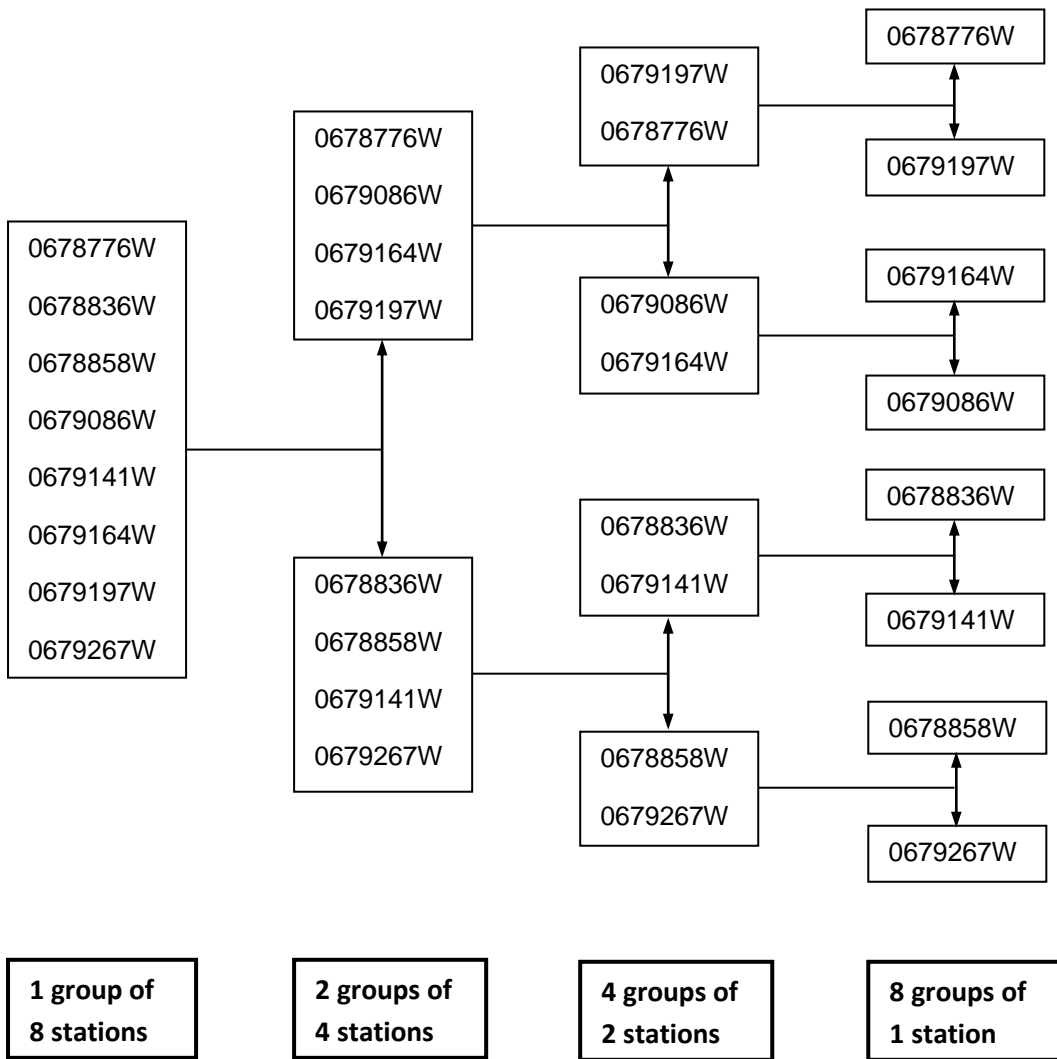 0678776W
0678836W
0678858W
0679086W
0679141W
0679164W
0679197W
0679267W
0678776W
0679086W
0679164W
0679197W
0678836W
0678858W
0679141W
0679267W
0679197W
0678776W
0679086W
0679164W
0678836W
0679141W
0678858W
0679267W
0678776W
0679197W
0679164W
0679086W
0678836W
0679141W
0678858W
0679267W
1 group of
8 stations
2 groups of
4 stations
4 groups of
2 stations
8 groups of
1 station